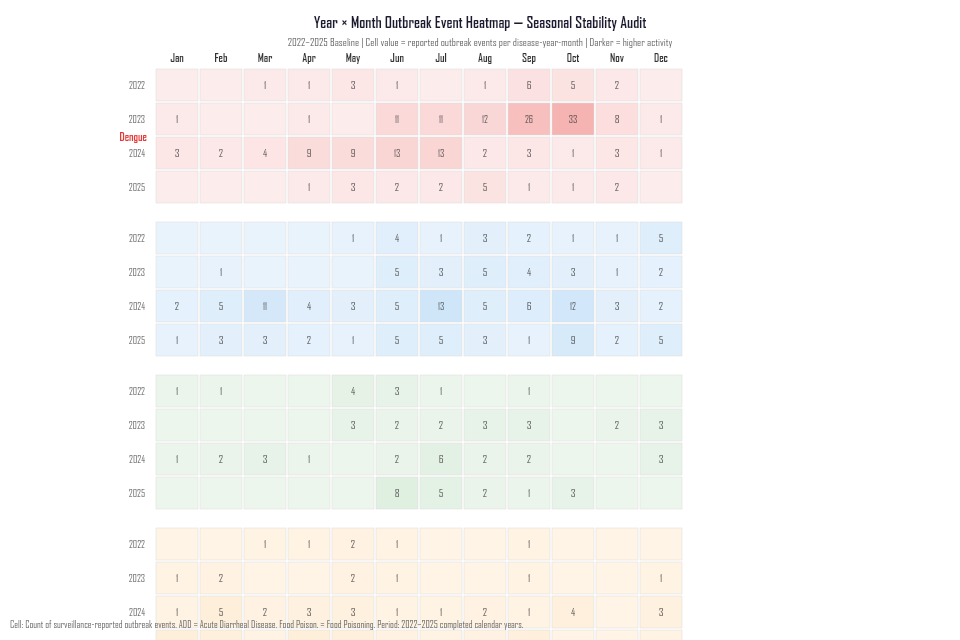 Year × Month Outbreak Event Heatmap — Seasonal Stability Audit
2022–2025 Baseline | Cell value = reported outbreak events per disease-year-month | Darker = higher activity
Jan Feb Mar Apr May Jun Jul Aug Sep Oct Nov Dec
2022 1 1 3 1 1 6 5 2
2023 1 1 11 11 12 26 33 8 1
Dengue
2024 3 2 4 9 9 13 13 2 3 1 3 1
2025 1 3 2 2 5 1 1 2
2022 1 4 1 3 2 1 1 5
2023 1 5 3 5 4 3 1 2
2024 2 5 11 4 3 5 13 5 6 12 3 2
2025 1 3 3 2 1 5 5 3 1 9 2 5
2022 1 1 4 3 1 1
2023 3 2 2 3 3 2 3
2024 1 2 3 1 2 6 2 2 3
2025 8 5 2 1 3
2022 1 1 2 1 1
2023 1 2 2 1 1 1
2024 1 5 2 3 3 1 1 2 1 4 3
Cell: Count of surveillance-reported outbreak events. ADD = Acute Diarrheal Disease. Food Poison. = Food Poisoning. Period: 2022–2025 completed calendar years.